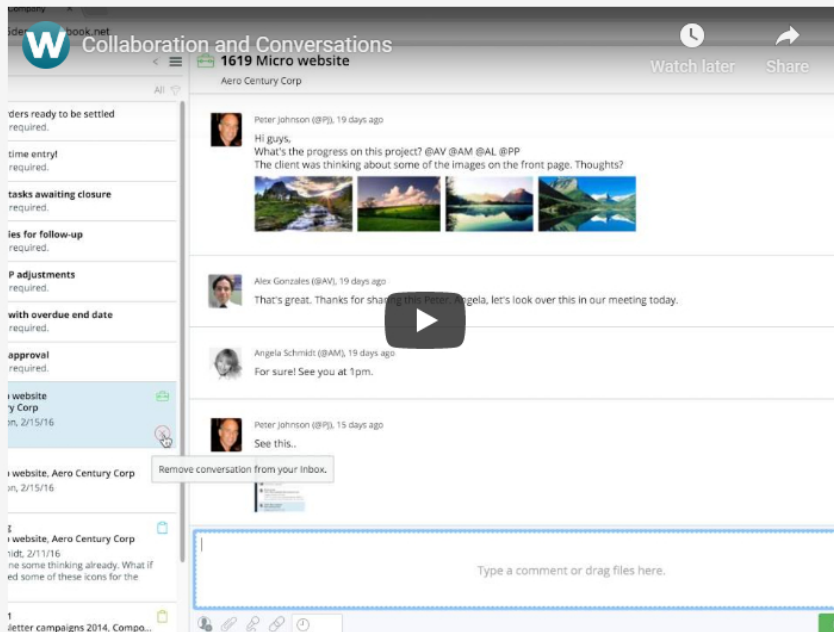 Company
book.net
W Collaboration and Conversations
Watch later
Share
1619 Micro website
Aero Century Corp
All
rders ready to be settled
required.
time entry!
required.
tasks awaiting closure
required.
ies for follow-up
required.
P adjustments
required.
with overdue end date
required.
approval
required.
website
ry Corp
on, 2/15/16
Remove conversation from your Inbox.
website, Aero Century Corp
on, 2/15/16
g
website, Aero Century Corp
nidt, 2/11/16
ne some thinking already. What if
ed some of these icons for the
1
sletter campaigns 2014, Compo...
Peter Johnson (@PJ), 19 days ago
Hi guys,
What's the progress on this project? @AV @AM @AL @PP
The client was thinking about some of the images on the front page. Thoughts?
Alex Gonzales (@AV), 19 days ago
That's great. Thanks for sharing this Peter. Angela, let's look over this in our meeting today.
Angela Schmidt (@AM), 19 days ago
For sure! See you at 1pm.
Peter Johnson (@PJ), 15 days ago
See this..
Type a comment or drag files here.